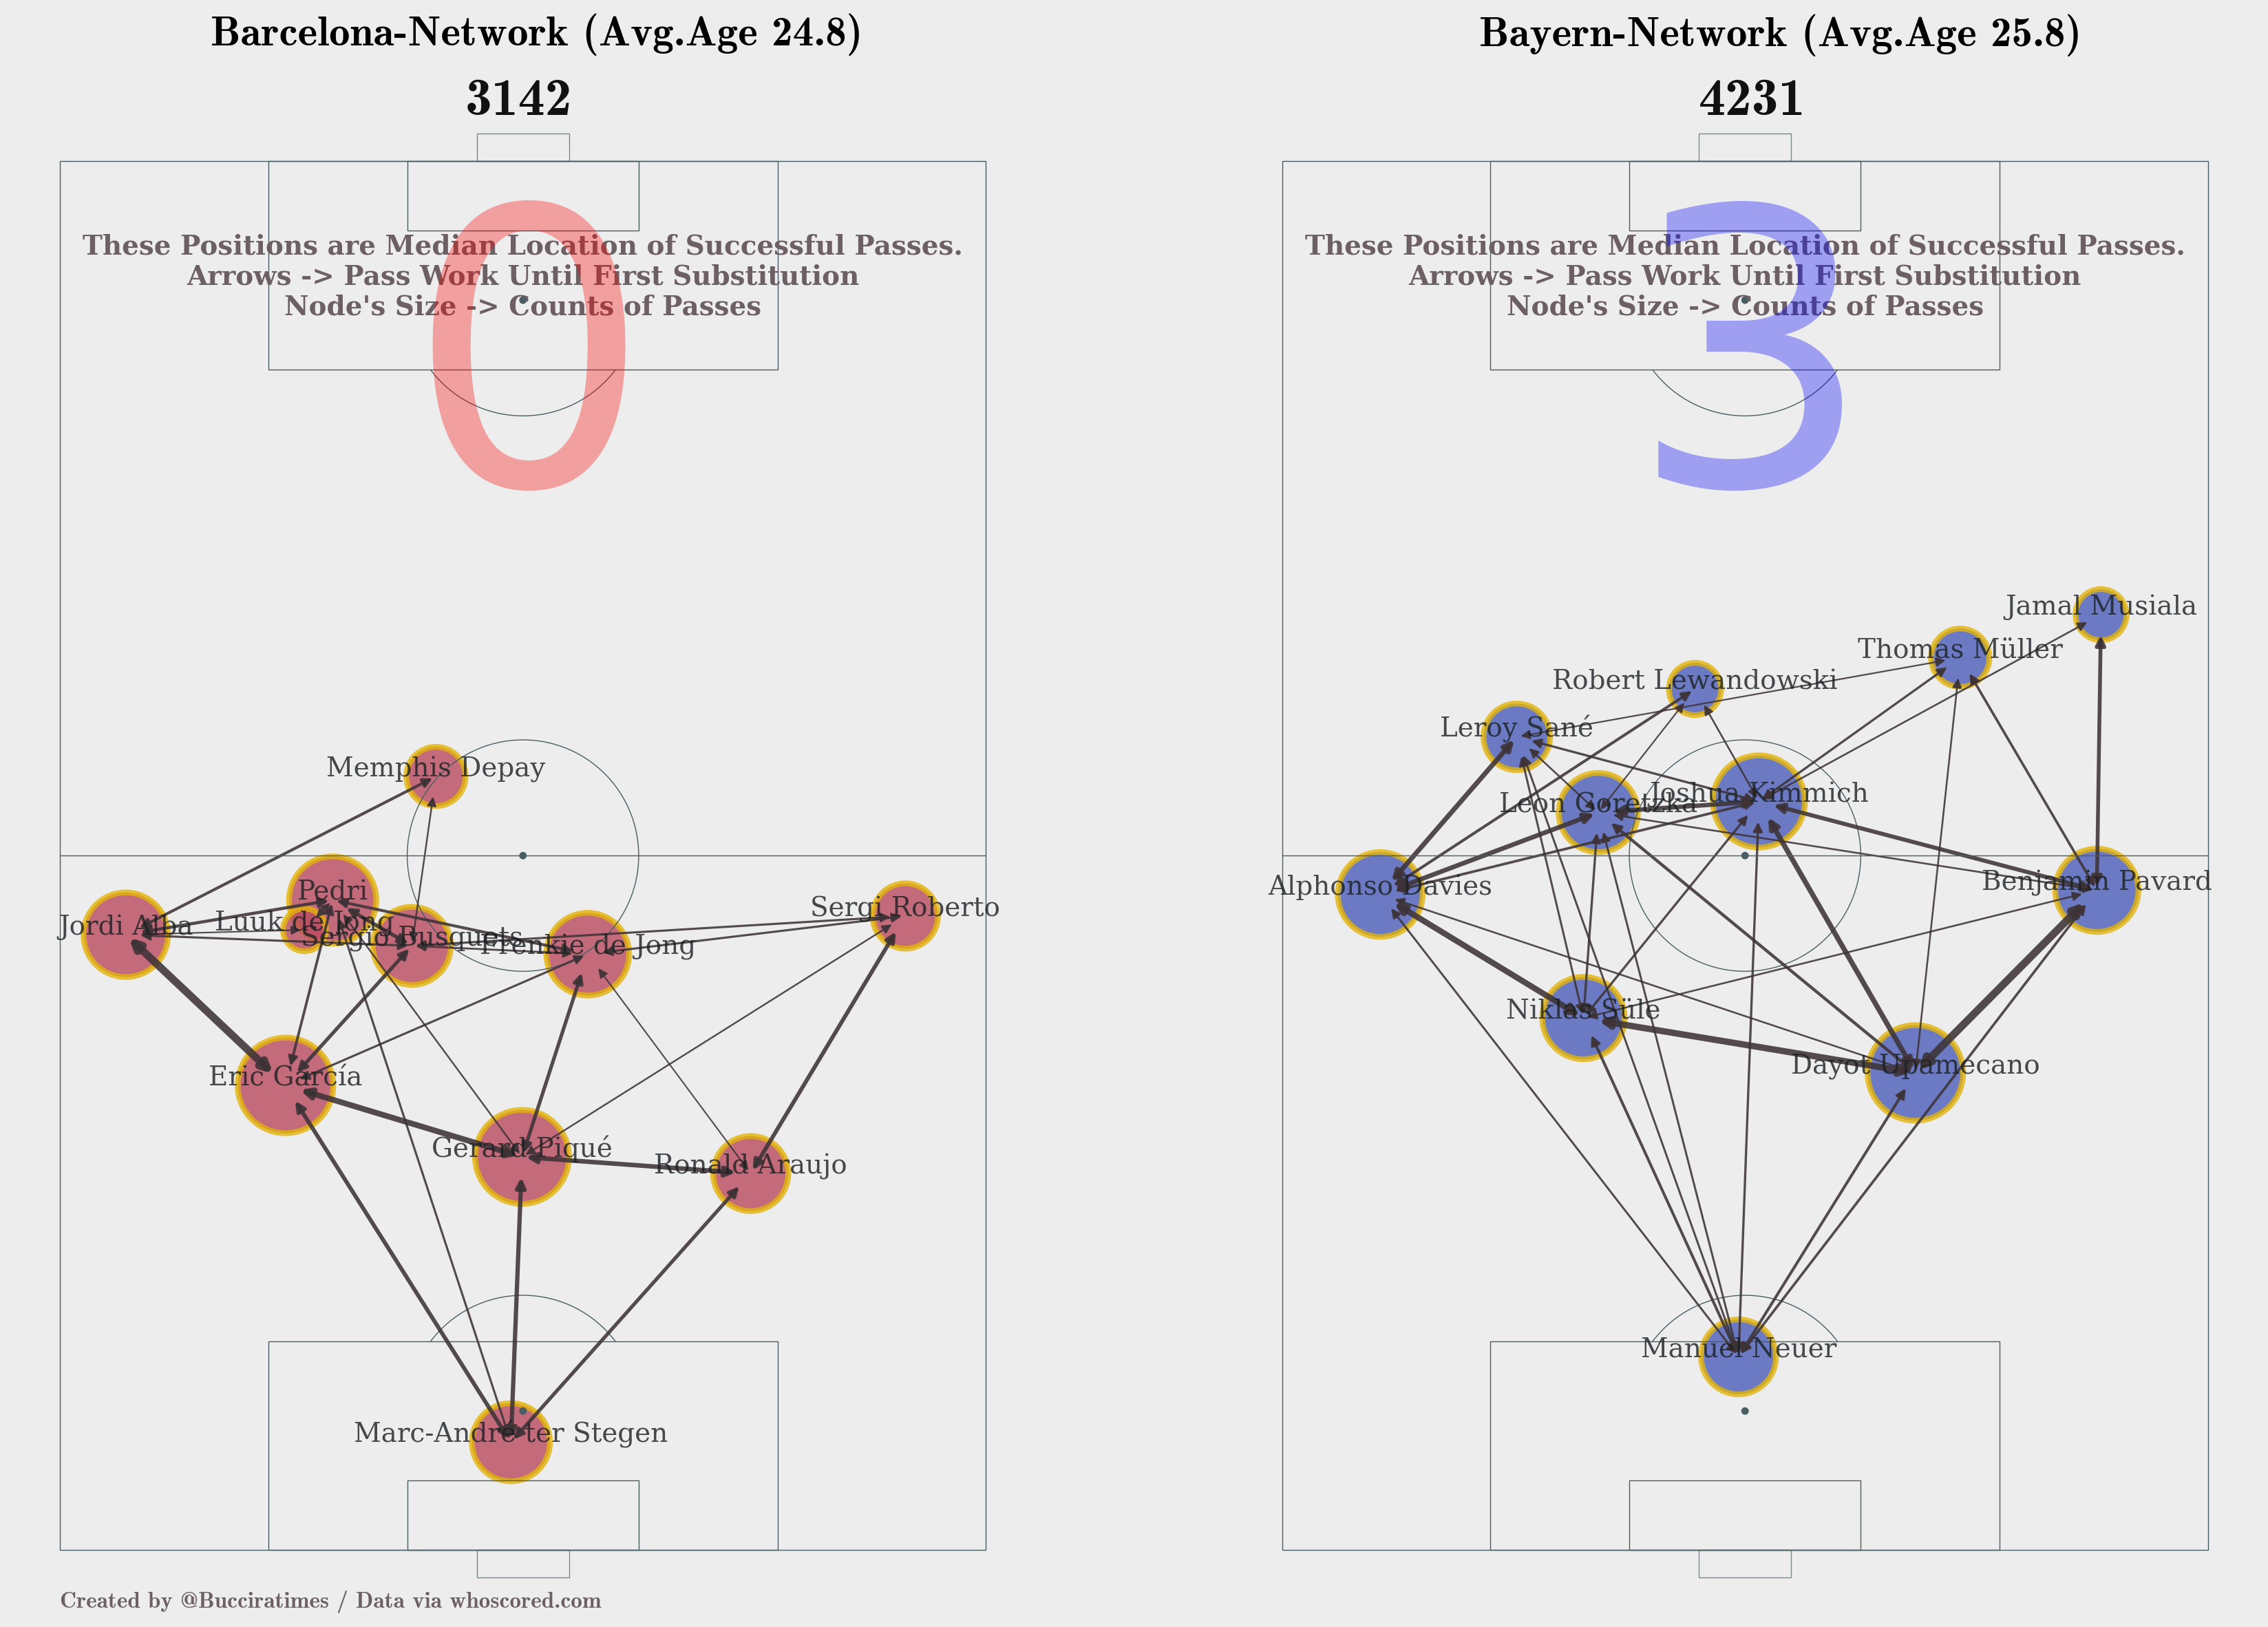 Barcelona-Network (Avg.Age 24.8)
3142
0
These Positions are Median Location of Successful Passes.
Arrows -> Pass Work Until First Substitution
Node's Size -> Counts of Passes
Memphis Depay
Pedri
Sergi Roberto
Luuk de Jong
Jordi Alba
Sergio Busquets
Frenkie de Jong
Eric García
Gerard Piqué
Ronald Araujo
Marc-André ter Stegen
Bayern-Network (Avg.Age 25.8)
4231
3
These Positions are Median Location of Successful Passes.
Arrows -> Pass Work Until First Substitution
Node's Size -> Counts of Passes
Jamal Musiala
Thomas Müller
Robert Lewandowski
Leroy Sané
Joshua Kimmich
Leon Goretzka
Benjamin Pavard
Alphonso Davies
Niklas Süle
Dayot Upamecano
Manuel Neuer
Created by @Bucciratimes / Data via whoscored.com